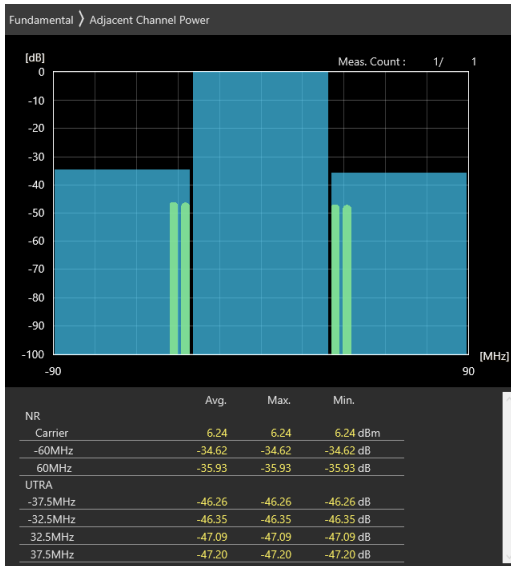 Fundamental 〉 Adjacent Channel Power
[dB]
Meas. Count : 1/ 1
0
-10
-20
-30
-40
-50
-60
-70
-80
-90
-100
[MHz]
-90 90
Avg. Max. Min.
NR
Carrier 6.24 6.24 6.24 dBm
-60MHz -34.62 -34.62 -34.62 dB
60MHz -35.93 -35.93 -35.93 dB
UTRA
-37.5MHz -46.26 -46.26 -46.26 dB
-32.5MHz -46.35 -46.35 -46.35 dB
32.5MHz -47.09 -47.09 -47.09 dB
37.5MHz -47.20 -47.20 -47.20 dB